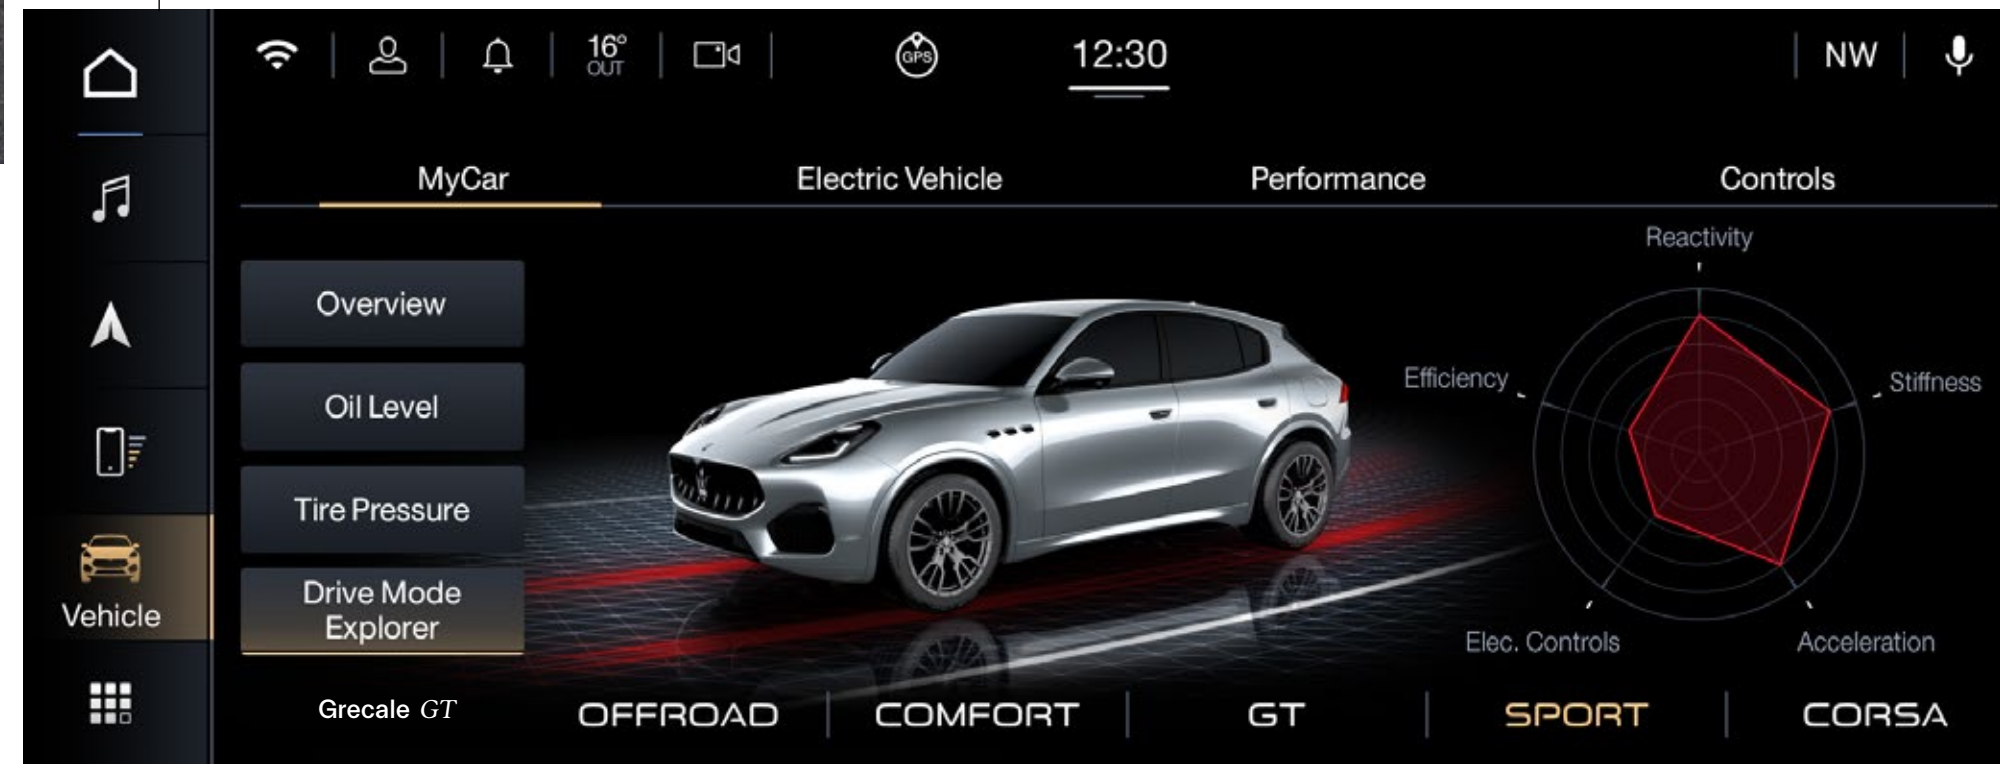 16°
OUT
GPS
12:30
NW
MyCar
Electric Vehicle
Performance
Controls
Overview
Oil Level
Tire Pressure
Drive Mode
Explorer
Vehicle
Reactivity
Efficiency
Stiffness
Elec. Controls
Acceleration
Grecale GT
OFFROAD
COMFORT
GT
SPORT
CORSA